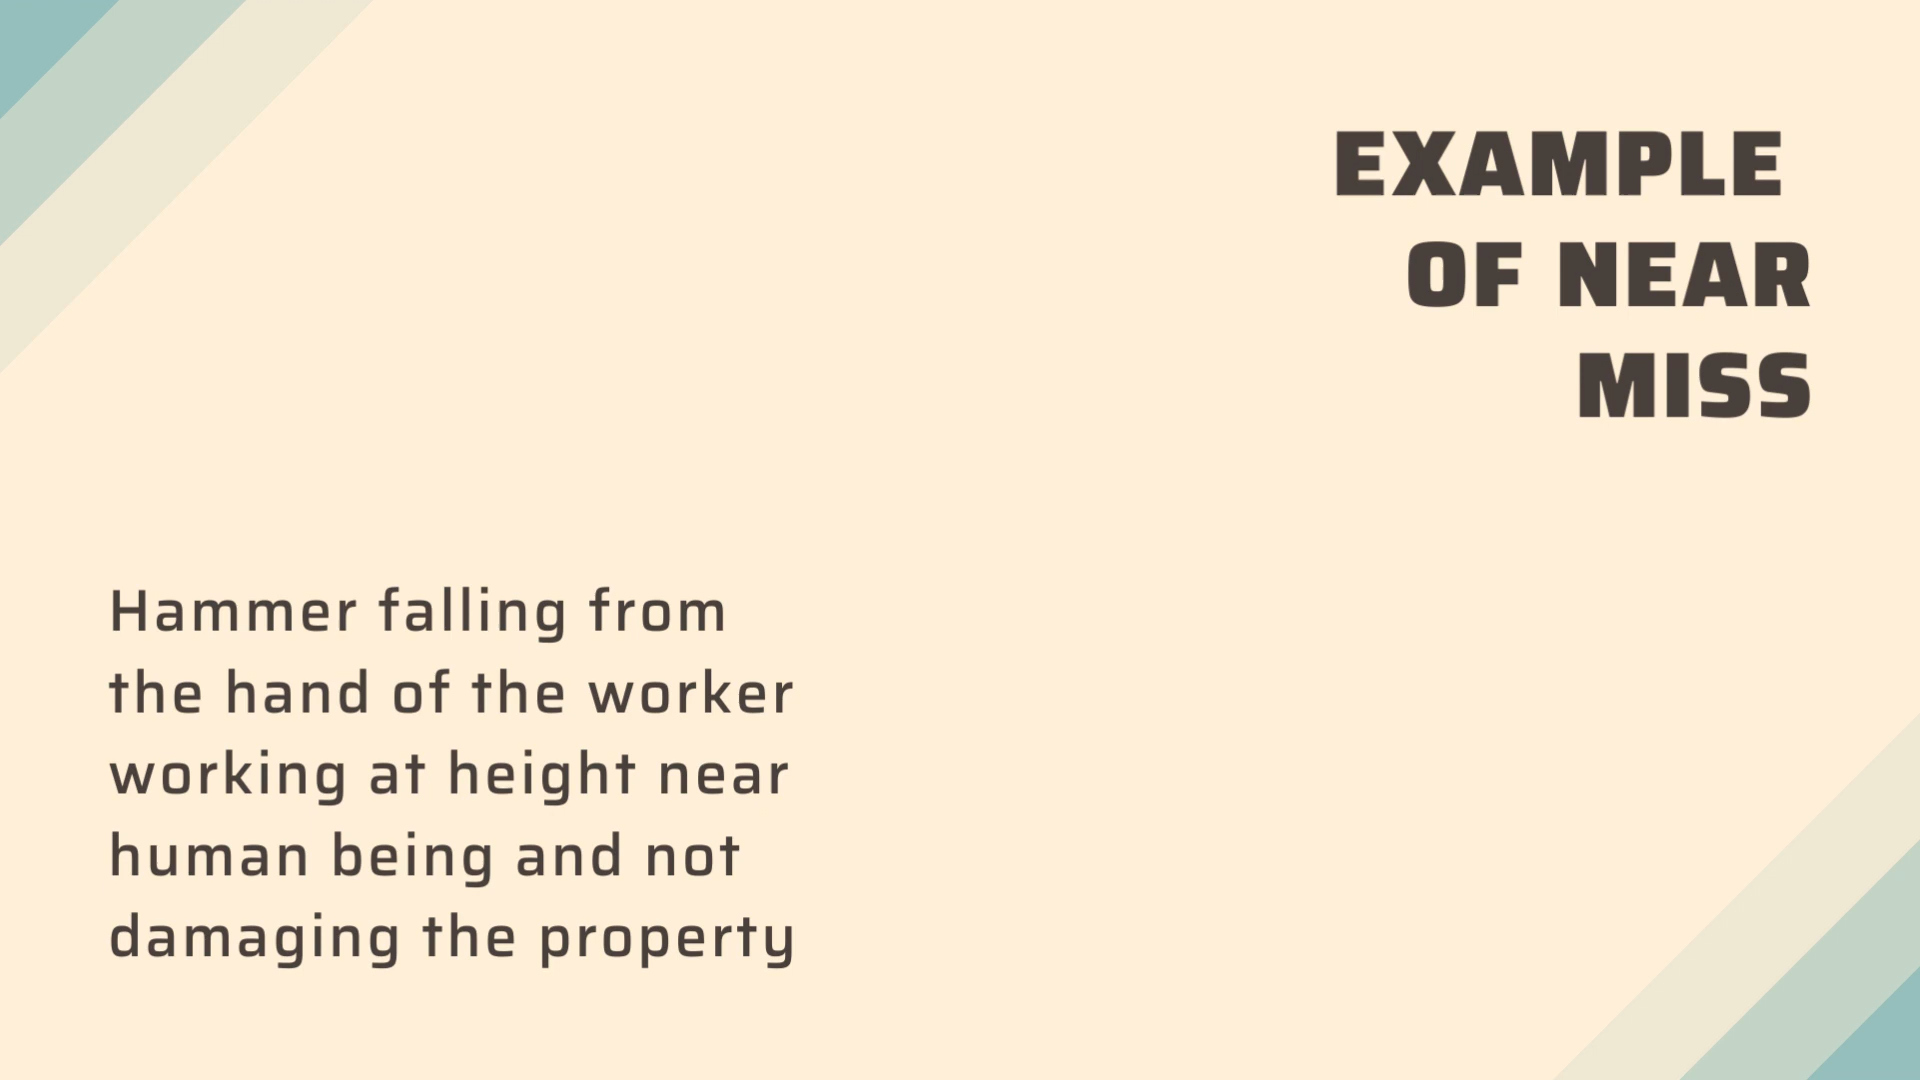 EXAMPLE
OF NEAR
MISS
Hammer falling from
the hand of the worker
working at height near
human being and not
damaging the property